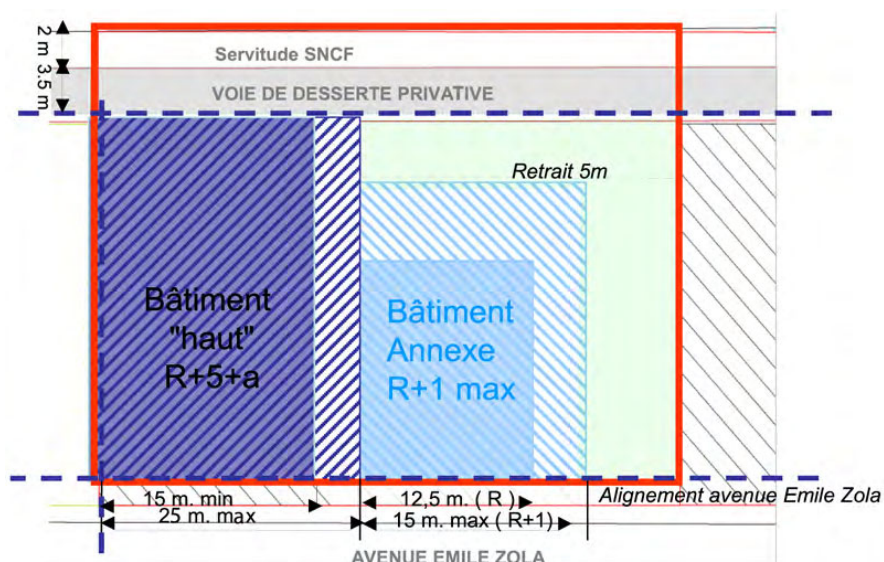 2 m
3.5 m
Servitude SNCF
VOIE DE DESSERTE PRIVATIVE
Retrait 5m
Bâtiment
"haut"
R+5+a
Bâtiment
Annexe
R+1 max
15 m. min
12,5 m. ( R )
Alignement avenue Emile Zola
25 m. max
15 m. max ( R+1)
AVENUE EMILE ZOLA